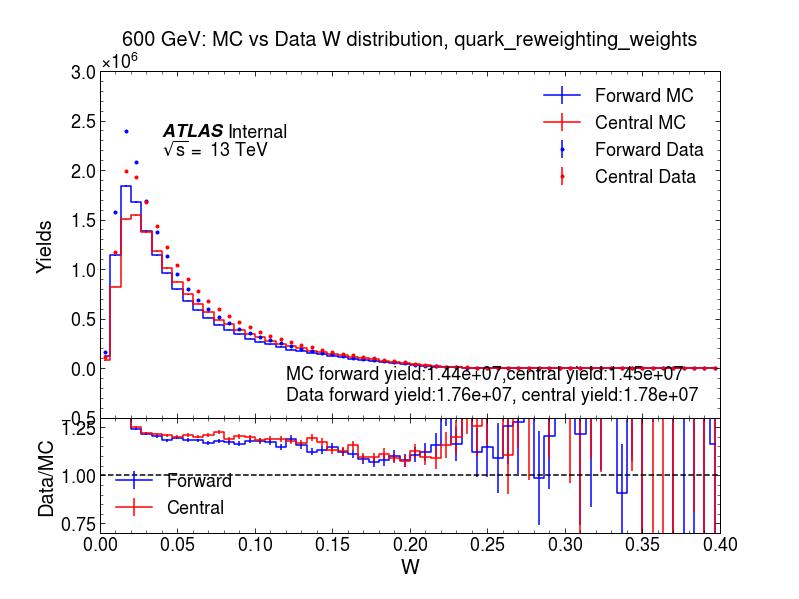 600 GeV: MC vs Data W distribution, quark_reweighting_weights
×10⁶
3.0
2.5
2.0
1.5
1.0
0.5
0.0
0.5
Yields
ATLAS Internal
√s = 13 TeV
Forward MC
Central MC
Forward Data
Central Data
MC forward yield:1.44e+07,central yield:1.45e+07
Data forward yield:1.76e+07, central yield:1.78e+07
1.25
1.00
0.75
Data/MC
Forward
Central
0.00 0.05 0.10 0.15 0.20 0.25 0.30 0.35 0.40
W